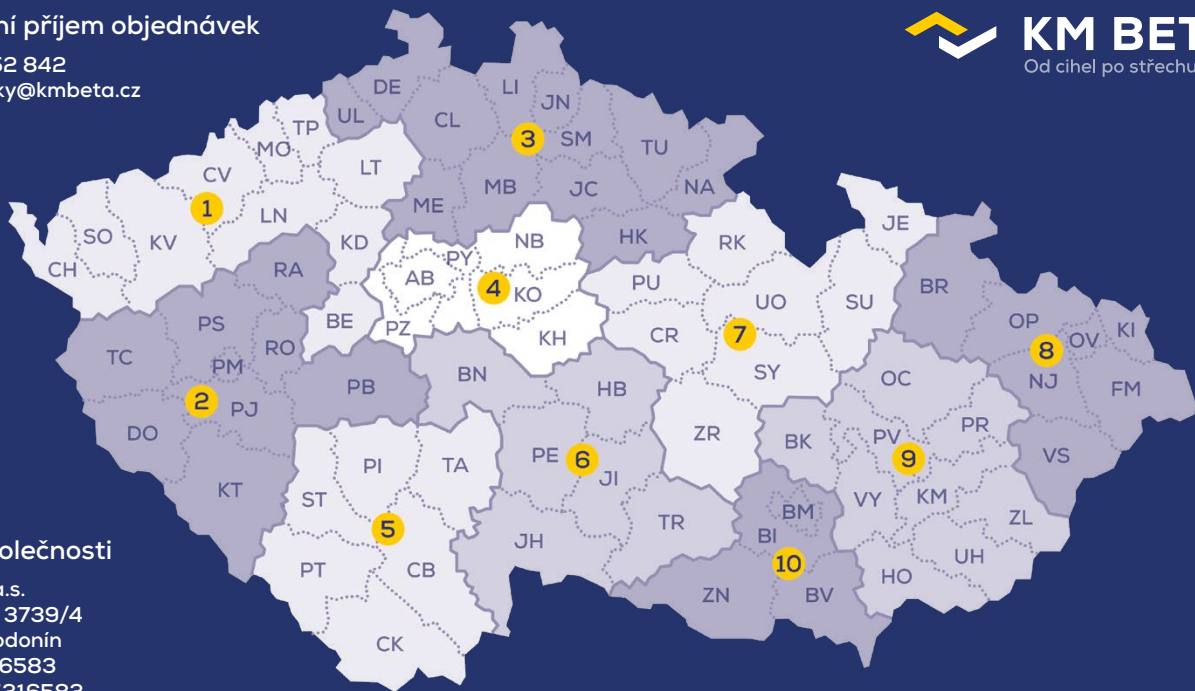 ní příjem objednávek
52 842
ky@kmbeta.cz
KM BET
Od cihel po střechu
DE
UL
LI
JN
CL
3
SM
TU
TP
MO
LT
CV
MB
JC
NA
ME
1
LN
SO
KV
KD
NB
HK
RK
JE
CH
RA
PY
AB
4
KO
PU
UO
SU
BR
PS
BE
PZ
KH
CR
7
OP
OV
KI
TC
RO
PM
8
SY
BN
OC
NJ
FM
PB
HB
2
PJ
DO
ZR
BK
PV
PR
PE
6
9
VS
PI
TA
JI
KT
ST
VY
KM
BM
TR
ZL
5
JH
BI
PT
CB
10
UH
HO
ZN
BV
CK
olečnosti
a.s.
3739/4
odonín
6583
316583